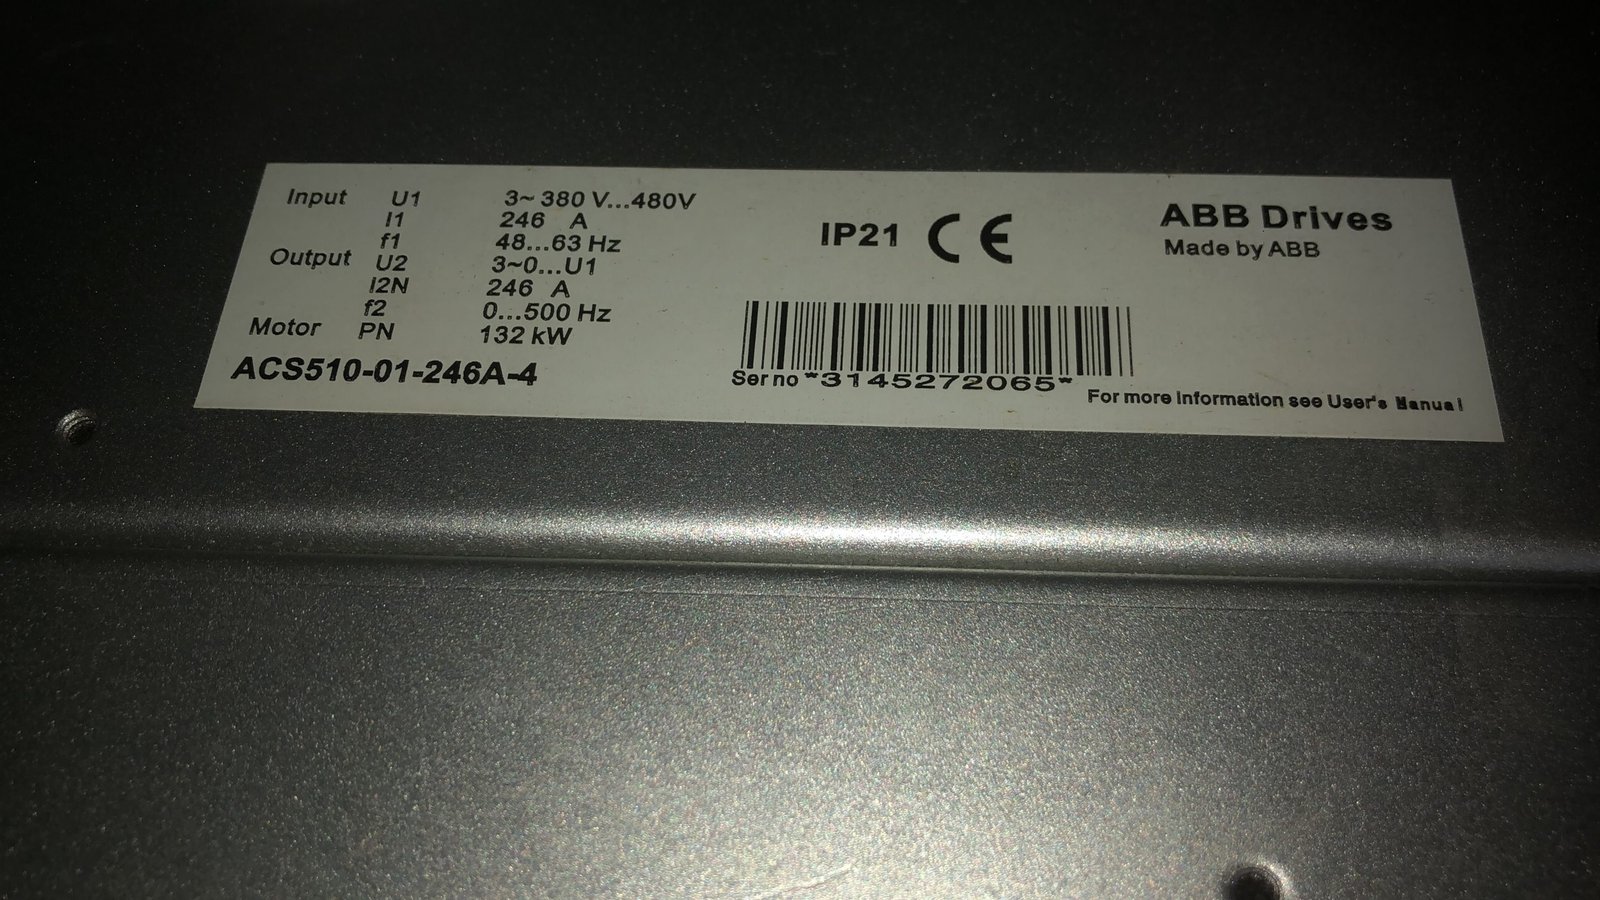 Input U1 3~ 380 V...480V
I1 246 A
f1 48...63 Hz
Output U2 3~0...U1
I2N 246 A
f2 0...500 Hz
Motor PN 132 kW
ACS510-01-246A-4
IP21 CE
Ser no *3145272065*
ABB Drives
Made by ABB
For more Information see User's Manual